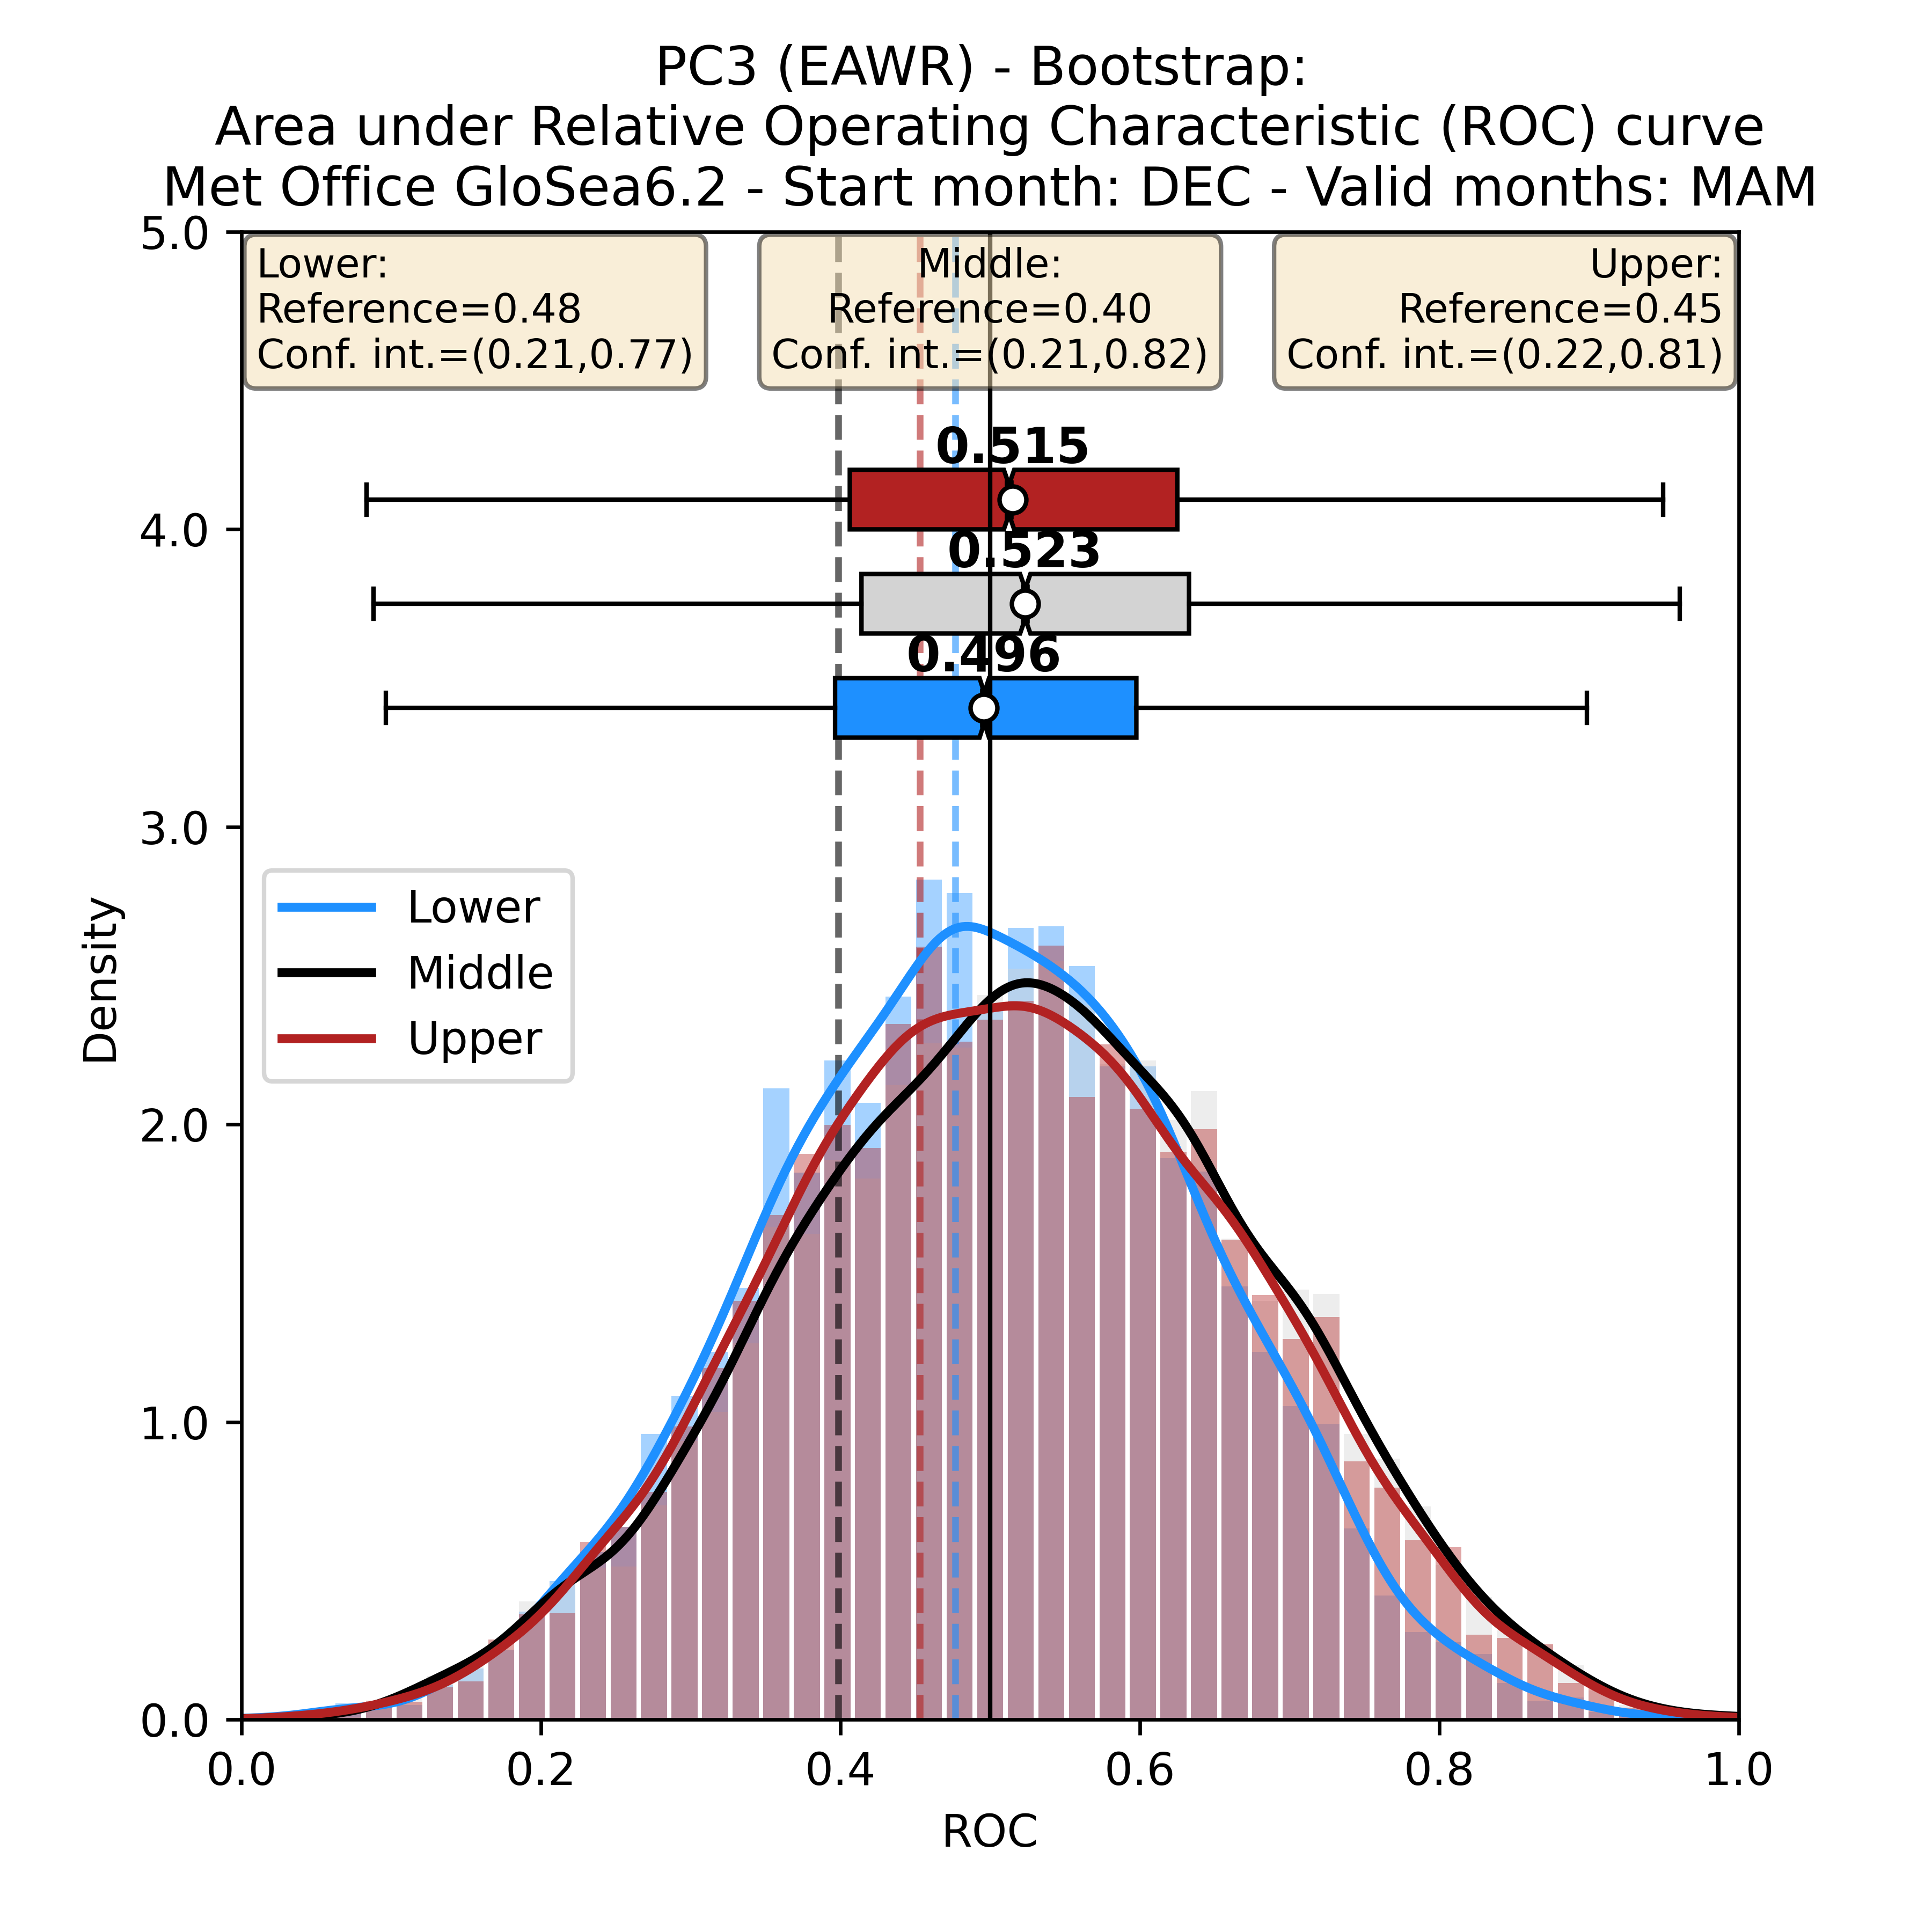 PC3 (EAWR) - Bootstrap:
Area under Relative Operating Characteristic (ROC) curve
Met Office GloSea6.2 - Start month: DEC - Valid months: MAM
Lower:
Reference=0.48
Conf. int.=(0.21,0.77)
Middle:
Reference=0.40
Conf. int.=(0.21,0.82)
Upper:
Reference=0.45
Conf. int.=(0.22,0.81)
0.515
0.523
0.496
5.0
4.0
3.0
2.0
1.0
0.0
Density
Lower
Middle
Upper
0.0
0.2
0.4
0.6
0.8
1.0
ROC